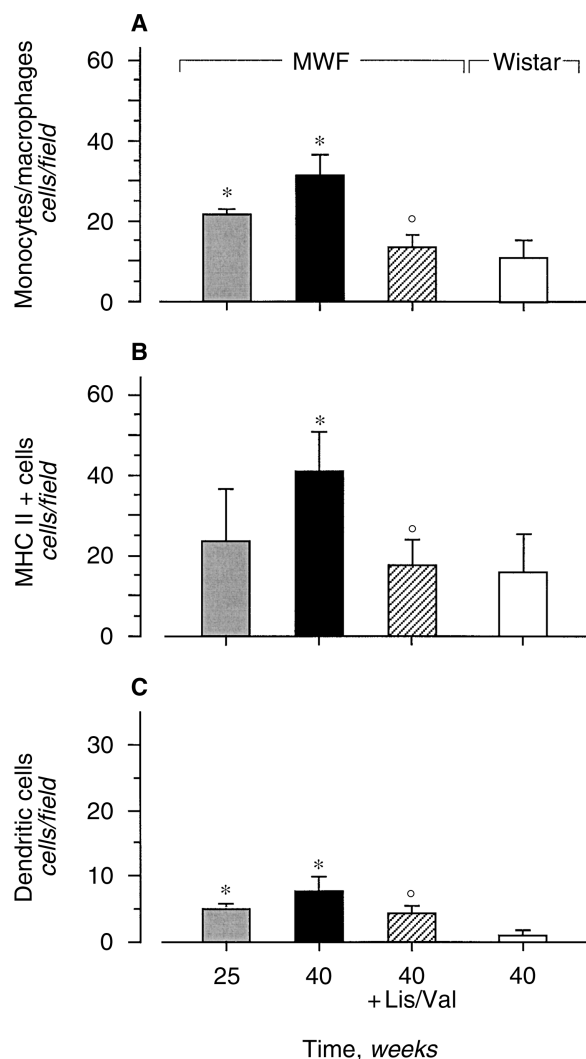 A
MWF Wistar
60
40
20
0
Monocytes/macrophages
cells/field
*
*
°
B
60
40
20
0
MHC II + cells
cells/field
*
°
C
30
20
10
0
Dendritic cells
cells/field
*
*
°
25 40 40 40
+Lis/Val
Time, weeks